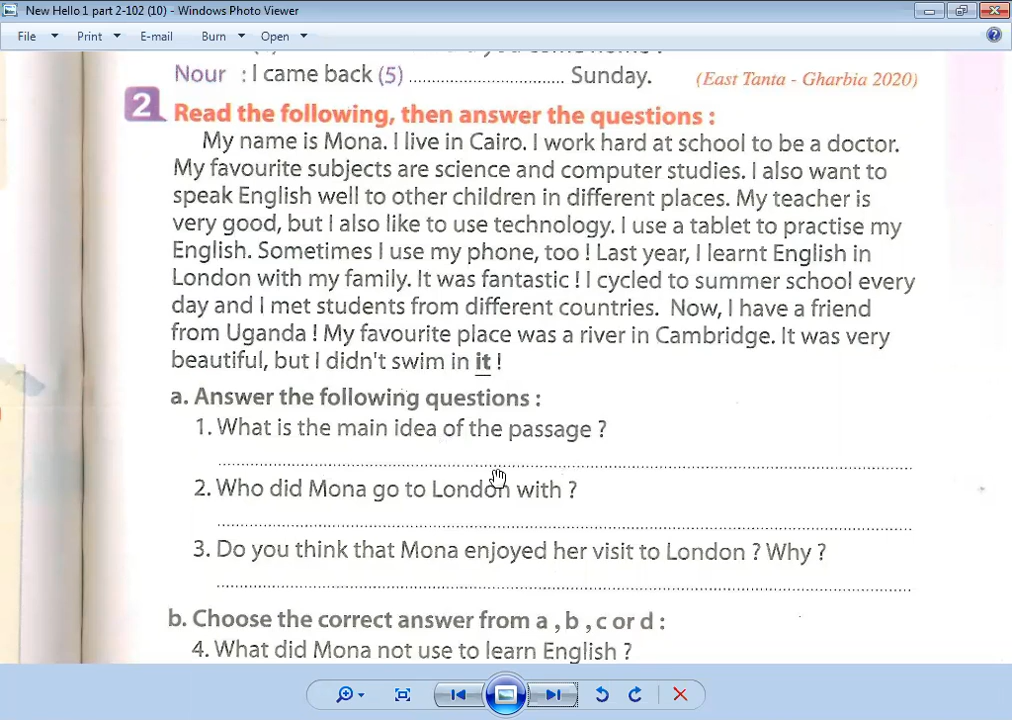 New Hello 1 part 2-102 (10) - Windows Photo Viewer
File Print E-mail Burn Open
Nour : I came back (5) ................................ Sunday. (East Tanta - Gharbia 2020)
2 Read the following, then answer the questions :
My name is Mona. I live in Cairo. I work hard at school to be a doctor.
My favourite subjects are science and computer studies. I also want to
speak English well to other children in different places. My teacher is
very good, but I also like to use technology. I use a tablet to practise my
English. Sometimes I use my phone, too ! Last year, I learnt English in
London with my family. It was fantastic ! I cycled to summer school every
day and I met students from different countries. Now, I have a friend
from Uganda ! My favourite place was a river in Cambridge. It was very
beautiful, but I didn't swim in it !
a. Answer the following questions :
1. What is the main idea of the passage ?
2. Who did Mona go to London with ?
3. Do you think that Mona enjoyed her visit to London ? Why ?
b. Choose the correct answer from a , b , c or d :
4. What did Mona not use to learn English ?